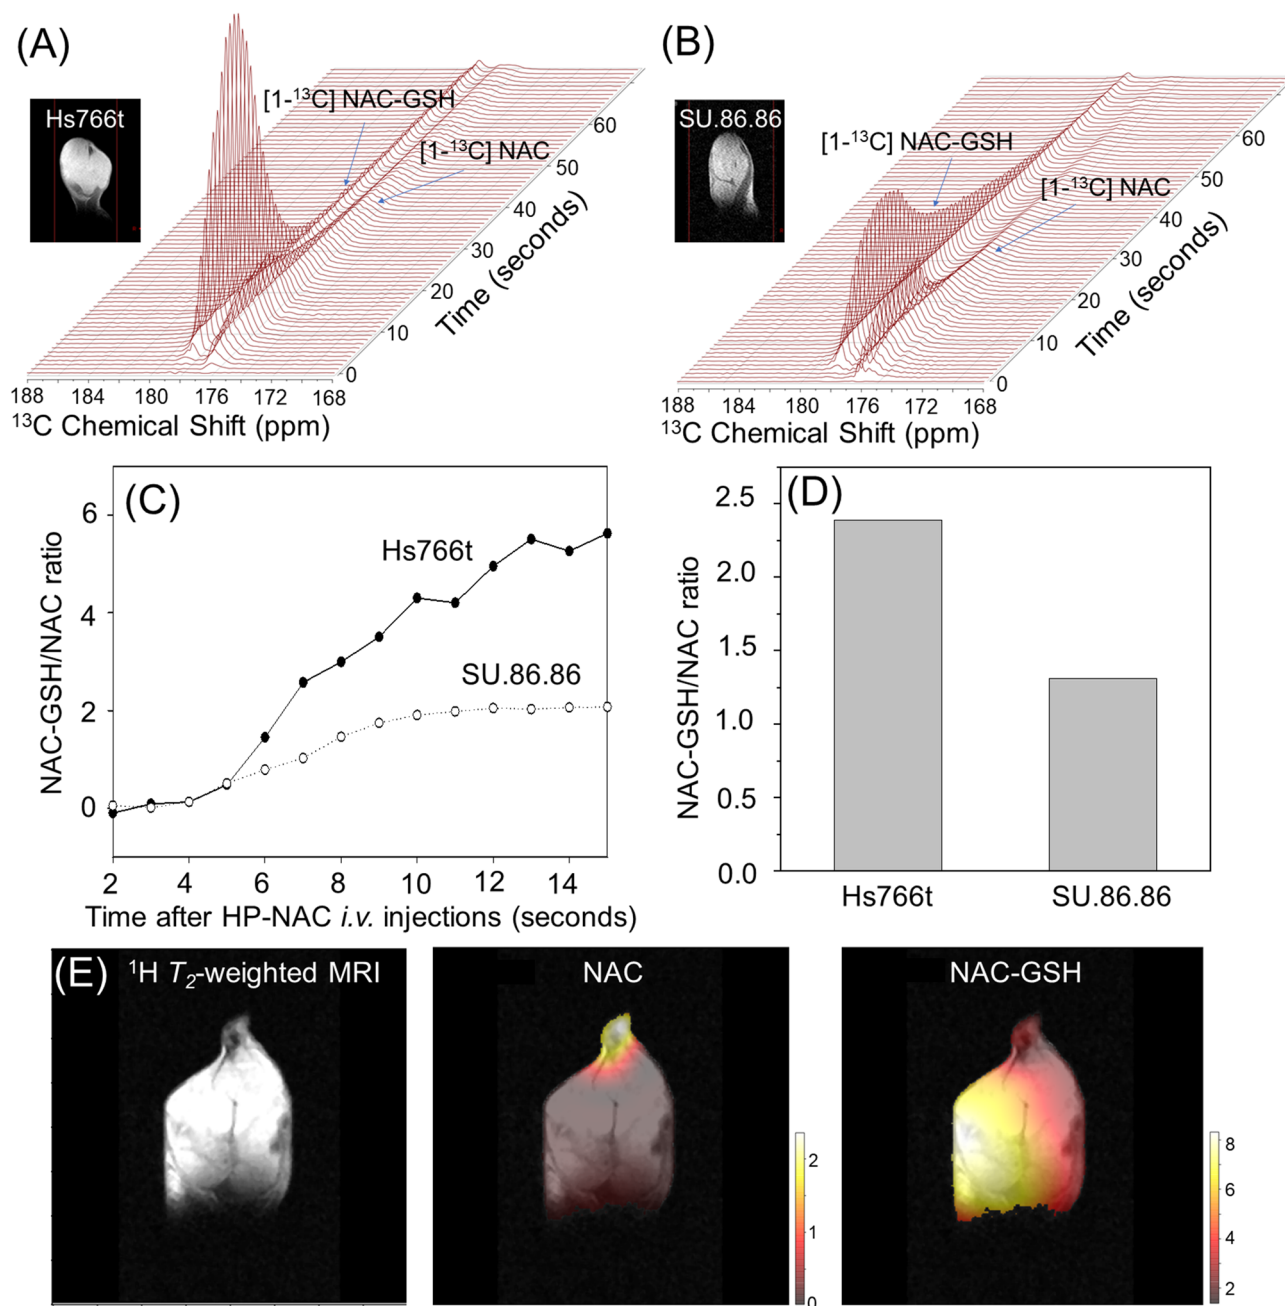 (A)
Hs766t
[1-¹³C] NAC-GSH
[1-¹³C] NAC
60
50
40
30
20
10
0
Time (seconds)
188 184 180 176 172 168
¹³C Chemical Shift (ppm)
(B)
SU.86.86
[1-¹³C] NAC-GSH
[1-¹³C] NAC
60
50
40
30
20
10
0
Time (seconds)
188 184 180 176 172 168
¹³C Chemical Shift (ppm)
(C)
NAC-GSH/NAC ratio
6
4
2
0
Hs766t
SU.86.86
2 4 6 8 10 12 14
Time after HP-NAC i.v. injections (seconds)
(D)
NAC-GSH/NAC ratio
2.5
2.0
1.5
1.0
0.5
0.0
Hs766t SU.86.86
(E)
¹H T₂-weighted MRI
NAC
2
1
0
NAC-GSH
8
6
4
2